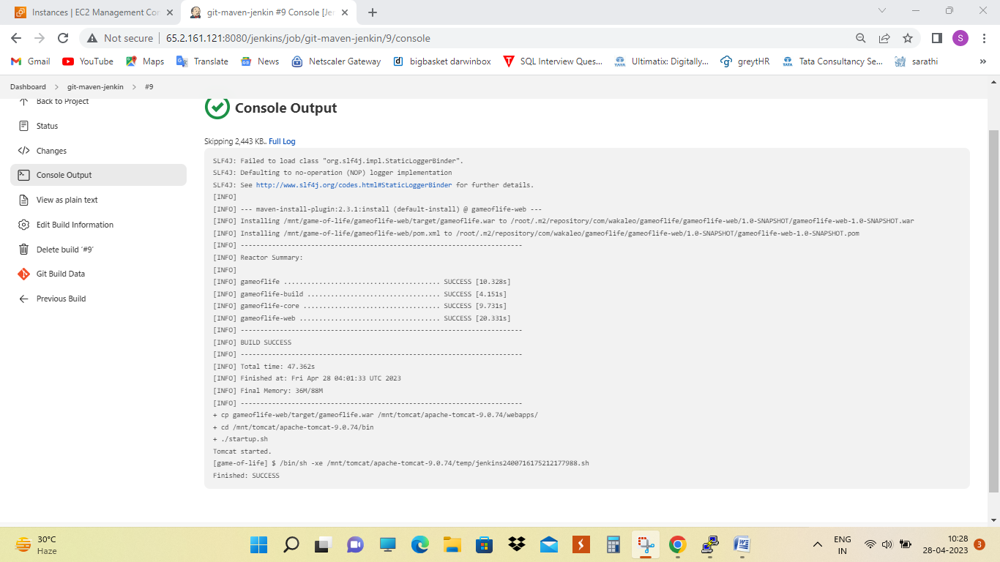 Instances | EC2 Management Con
git-maven-jenkin #9 Console [Jen
Not secure
65.2.161.121:8080/jenkins/job/git-maven-jenkin/9/console
S
Gmail
YouTube
Maps
Translate
News
Netscaler Gateway
bigbasket darwinbox
SQL Interview Ques...
Ultimatix: Digitally...
greytHR
Tata Consultancy Se...
sarathi
»
Dashboard > git-maven-jenkin > #9
Back to Project
Status
Changes
Console Output
View as plain text
Edit Build Information
Delete build '#9'
Git Build Data
Previous Build
Console Output
Skipping 2,443 KB.. Full Log
SLF4J: Failed to load class "org.slf4j.impl.StaticLoggerBinder".
SLF4J: Defaulting to no-operation (NOP) logger implementation
SLF4J: See http://www.slf4j.org/codes.html#StaticLoggerBinder for further details.
[INFO]
[INFO] --- maven-install-plugin:2.3.1:install (default-install) @ gameoflife-web ---
[INFO] Installing /mnt/game-of-life/gameoflife-web/target/gameoflife.war to /root/.m2/repository/com/wakaleo/gameoflife/gameoflife-web/1.0-SNAPSHOT/gameoflife-web-1.0-SNAPSHOT.war
[INFO] Installing /mnt/game-of-life/gameoflife-web/pom.xml to /root/.m2/repository/com/wakaleo/gameoflife/gameoflife-web/1.0-SNAPSHOT/gameoflife-web-1.0-SNAPSHOT.pom
[INFO] ------------------------------------------------------------------------
[INFO] Reactor Summary:
[INFO]
[INFO] gameoflife ........................................ SUCCESS [10.328s]
[INFO] gameoflife-build .................................. SUCCESS [4.151s]
[INFO] gameoflife-core ................................... SUCCESS [9.731s]
[INFO] gameoflife-web .................................... SUCCESS [20.331s]
[INFO] ------------------------------------------------------------------------
[INFO] BUILD SUCCESS
[INFO] ------------------------------------------------------------------------
[INFO] Total time: 47.362s
[INFO] Finished at: Fri Apr 28 04:01:33 UTC 2023
[INFO] Final Memory: 36M/88M
[INFO] ------------------------------------------------------------------------
+ cp gameoflife-web/target/gameoflife.war /mnt/tomcat/apache-tomcat-9.0.74/webapps/
+ cd /mnt/tomcat/apache-tomcat-9.0.74/bin
+ ./startup.sh
Tomcat started.
[game-of-life] $ /bin/sh -xe /mnt/tomcat/apache-tomcat-9.0.74/temp/jenkins2400716175212177988.sh
Finished: SUCCESS
30°C
Haze
ENG
IN
10:28
28-04-2023
3